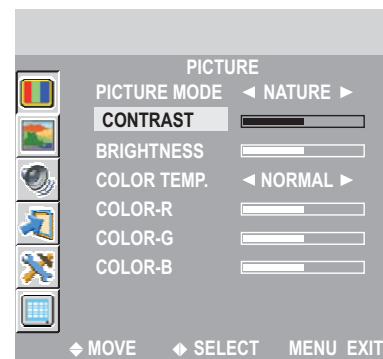 PICTURE
PICTURE MODE ◄ NATURE ►
CONTRAST
BRIGHTNESS
COLOR TEMP. ◄ NORMAL ►
COLOR-R
COLOR-G
COLOR-B
MOVE SELECT MENU EXIT